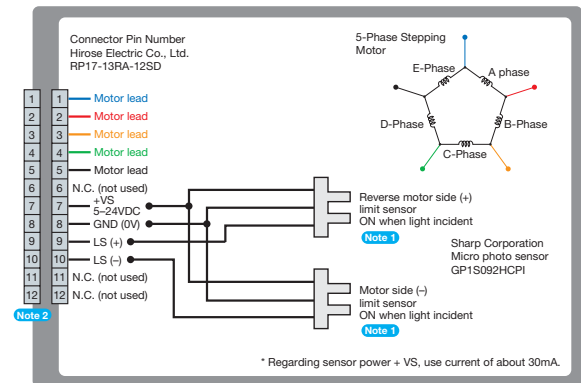 Connector Pin Number
Hirose Electric Co., Ltd.
RP17-13RA-12SD
5-Phase Stepping
Motor
E-Phase
A phase
D-Phase
B-Phase
C-Phase
1 1 Motor lead
2 2 Motor lead
3 3 Motor lead
4 4 Motor lead
5 5 Motor lead
6 6 N.C. (not used)
7 7 +VS
5–24VDC
8 8 GND (0V)
9 9 LS (+)
10 10 LS (–)
11 11 N.C. (not used)
12 12 N.C. (not used)
Note 2
Reverse motor side (+)
limit sensor
ON when light incident
Note 1
Sharp Corporation
Micro photo sensor
GP1S092HCPI
Motor side (–)
limit sensor
ON when light incident
Note 1
* Regarding sensor power + VS, use current of about 30mA.